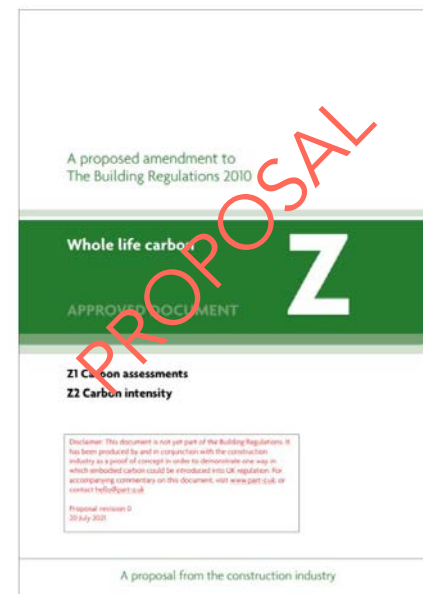 A proposed amendment to
The Building Regulations 2010
Whole life carbon
Z
APPROVED DOCUMENT
PROPOSAL
Z1 Carbon assessments
Z2 Carbon intensity
Disclaimer: This document is not yet part of the Building Regulations. It
has been produced by and in conjunction with the construction
industry as a proof of concept in order to demonstrate one way in
which embodied carbon could be introduced into UK regulation. For
accompanying commentary on this document, visit www.part-z.uk, or
contact hello@part-z.uk
Proposal revision 0
20 July 2021
A proposal from the construction industry